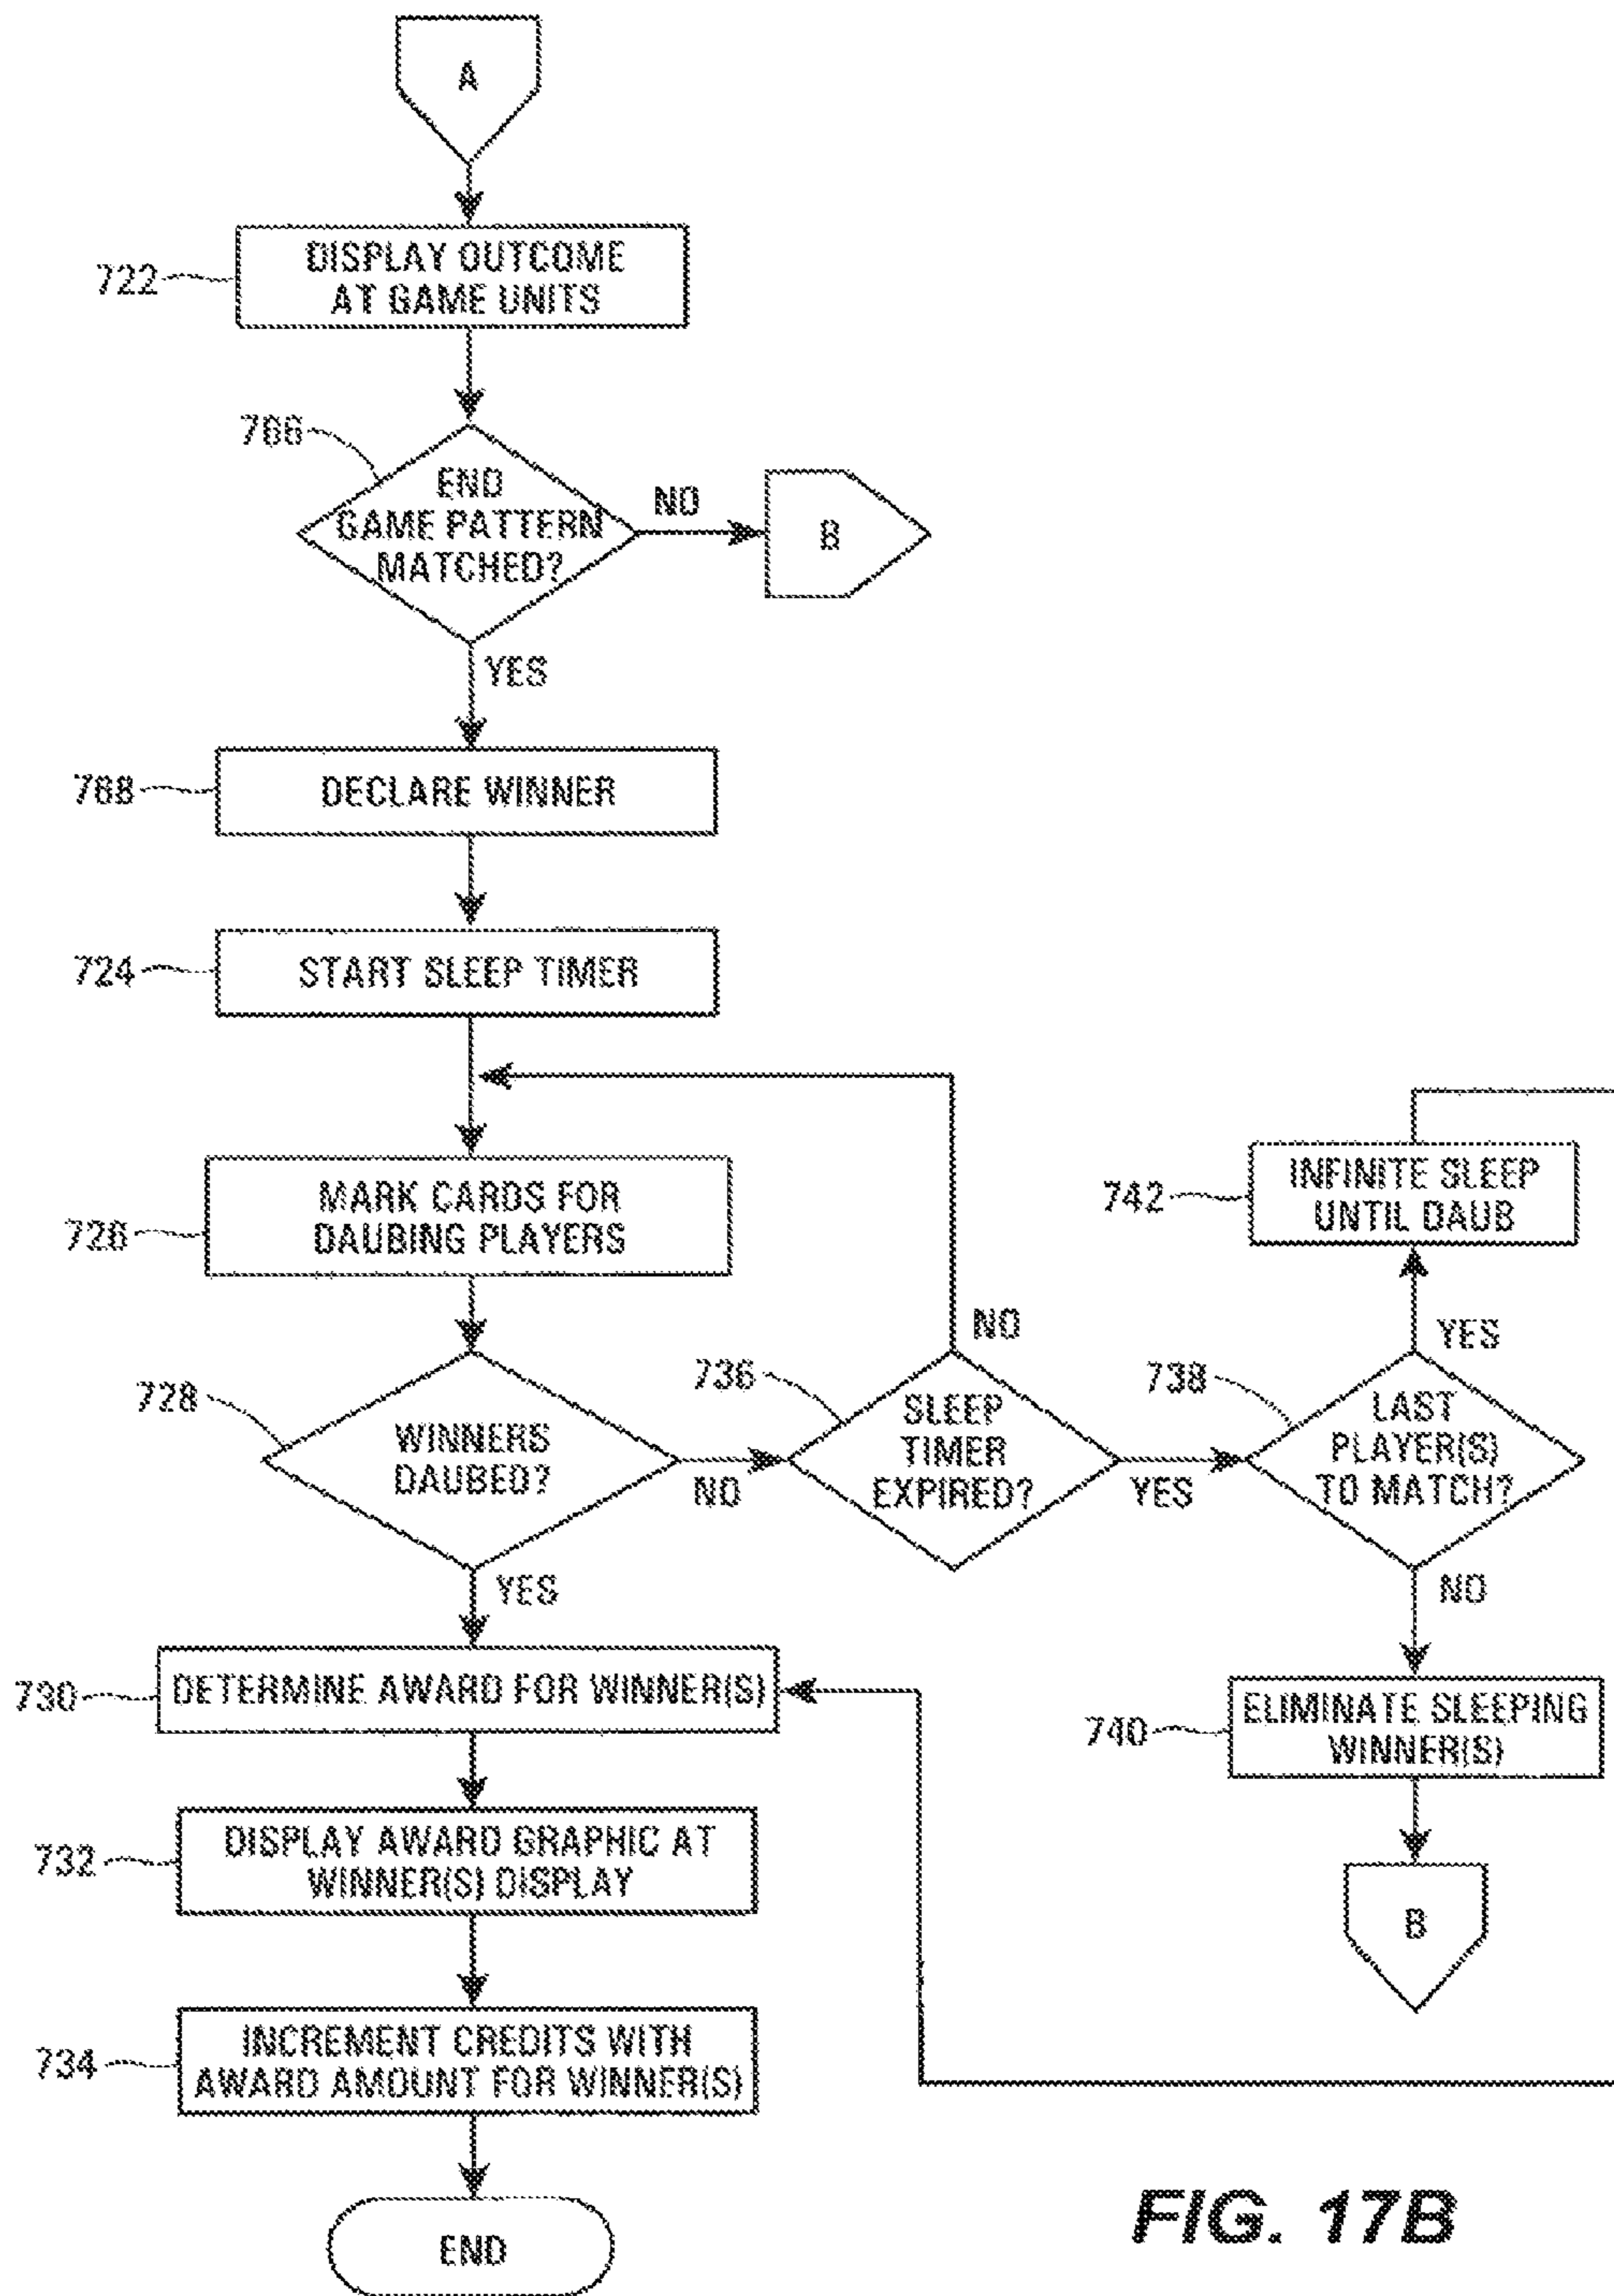 A
722
DISPLAY OUTCOME
AT GAME UNITS
766
END
GAME PATTERN
MATCHED?
NO
B
YES
768
DECLARE WINNER
724
START SLEEP TIMER
726
MARK CARDS FOR
DAUBING PLAYERS
742
INFINITE SLEEP
UNTIL DAUB
NO
YES
728
WINNERS
DAUBED?
NO
736
SLEEP
TIMER
EXPIRED?
YES
738
LAST
PLAYER(S)
TO MATCH?
YES
NO
730
DETERMINE AWARD FOR WINNER(S)
740
ELIMINATE SLEEPING
WINNER(S)
732
DISPLAY AWARD GRAPHIC AT
WINNER(S) DISPLAY
B
734
INCREMENT CREDITS WITH
AWARD AMOUNT FOR WINNER(S)
END
FIG. 17B